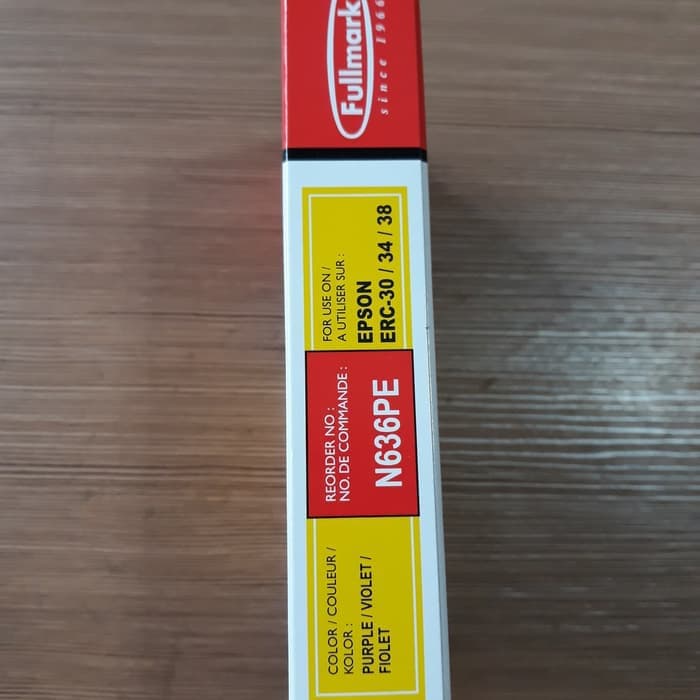 Fullmark
since 1966
FOR USE ON /
A UTILISER SUR :
EPSON
ERC-30 / 34 / 38
REORDER NO :
NO. DE COMMANDE :
N636PE
COLOR / COULEUR /
KOLOR :
PURPLE / VIOLET /
FIOLET